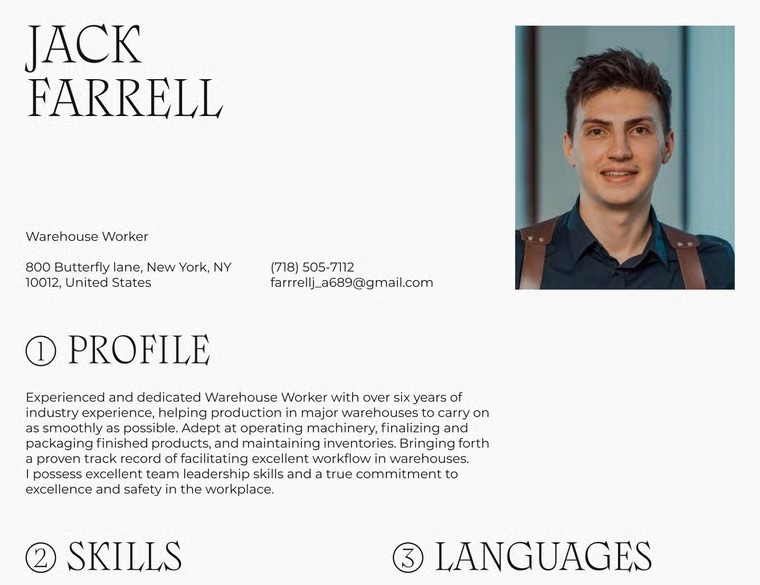 JACK
FARRELL
Warehouse Worker
800 Butterfly lane, New York, NY
10012, United States
(718) 505-7112
farrrellj_a689@gmail.com
1 PROFILE
Experienced and dedicated Warehouse Worker with over six years of
industry experience, helping production in major warehouses to carry on
as smoothly as possible. Adept at operating machinery, finalizing and
packaging finished products, and maintaining inventories. Bringing forth
a proven track record of facilitating excellent workflow in warehouses.
I possess excellent team leadership skills and a true commitment to
excellence and safety in the workplace.
2 SKILLS
3 LANGUAGES